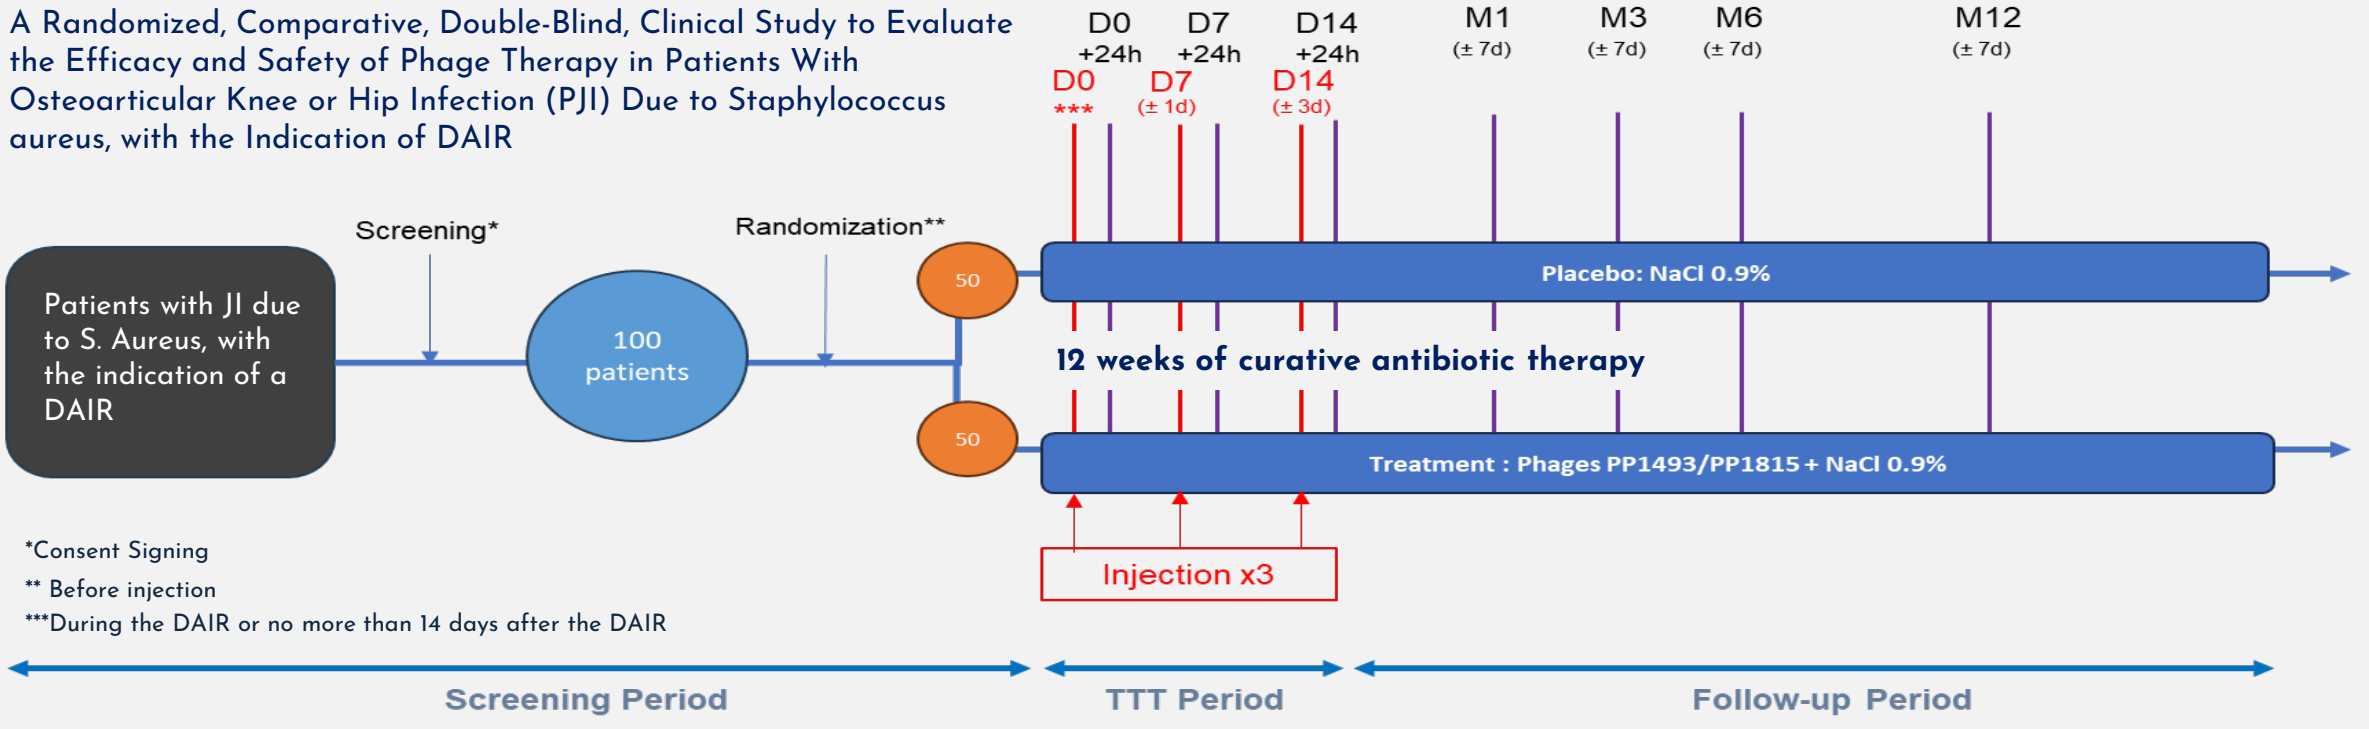 A Randomized, Comparative, Double-Blind, Clinical Study to Evaluate
the Efficacy and Safety of Phage Therapy in Patients With
Osteoarticular Knee or Hip Infection (PJI) Due to Staphylococcus
aureus, with the Indication of DAIR
D0 D7 D14 M1 M3 M6 M12
+24h +24h +24h (± 7d) (± 7d) (± 7d) (± 7d)
D0 D7 D14
*** (± 1d) (± 3d)
Screening* Randomization**
Patients with JI due
to S. Aureus, with
the indication of a
DAIR
100
patients
50
50
Placebo: NaCl 0.9%
12 weeks of curative antibiotic therapy
Treatment : Phages PP1493/PP1815 + NaCl 0.9%
Injection x3
*Consent Signing
** Before injection
***During the DAIR or no more than 14 days after the DAIR
Screening Period TTT Period Follow-up Period